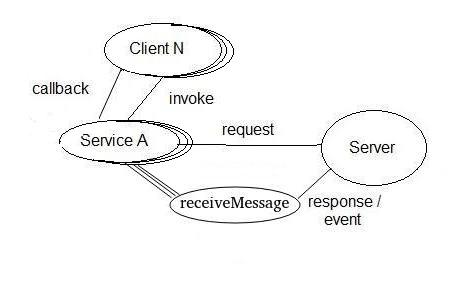 Client N
callback
invoke
Service A
request
Server
receiveMessage
response /
event